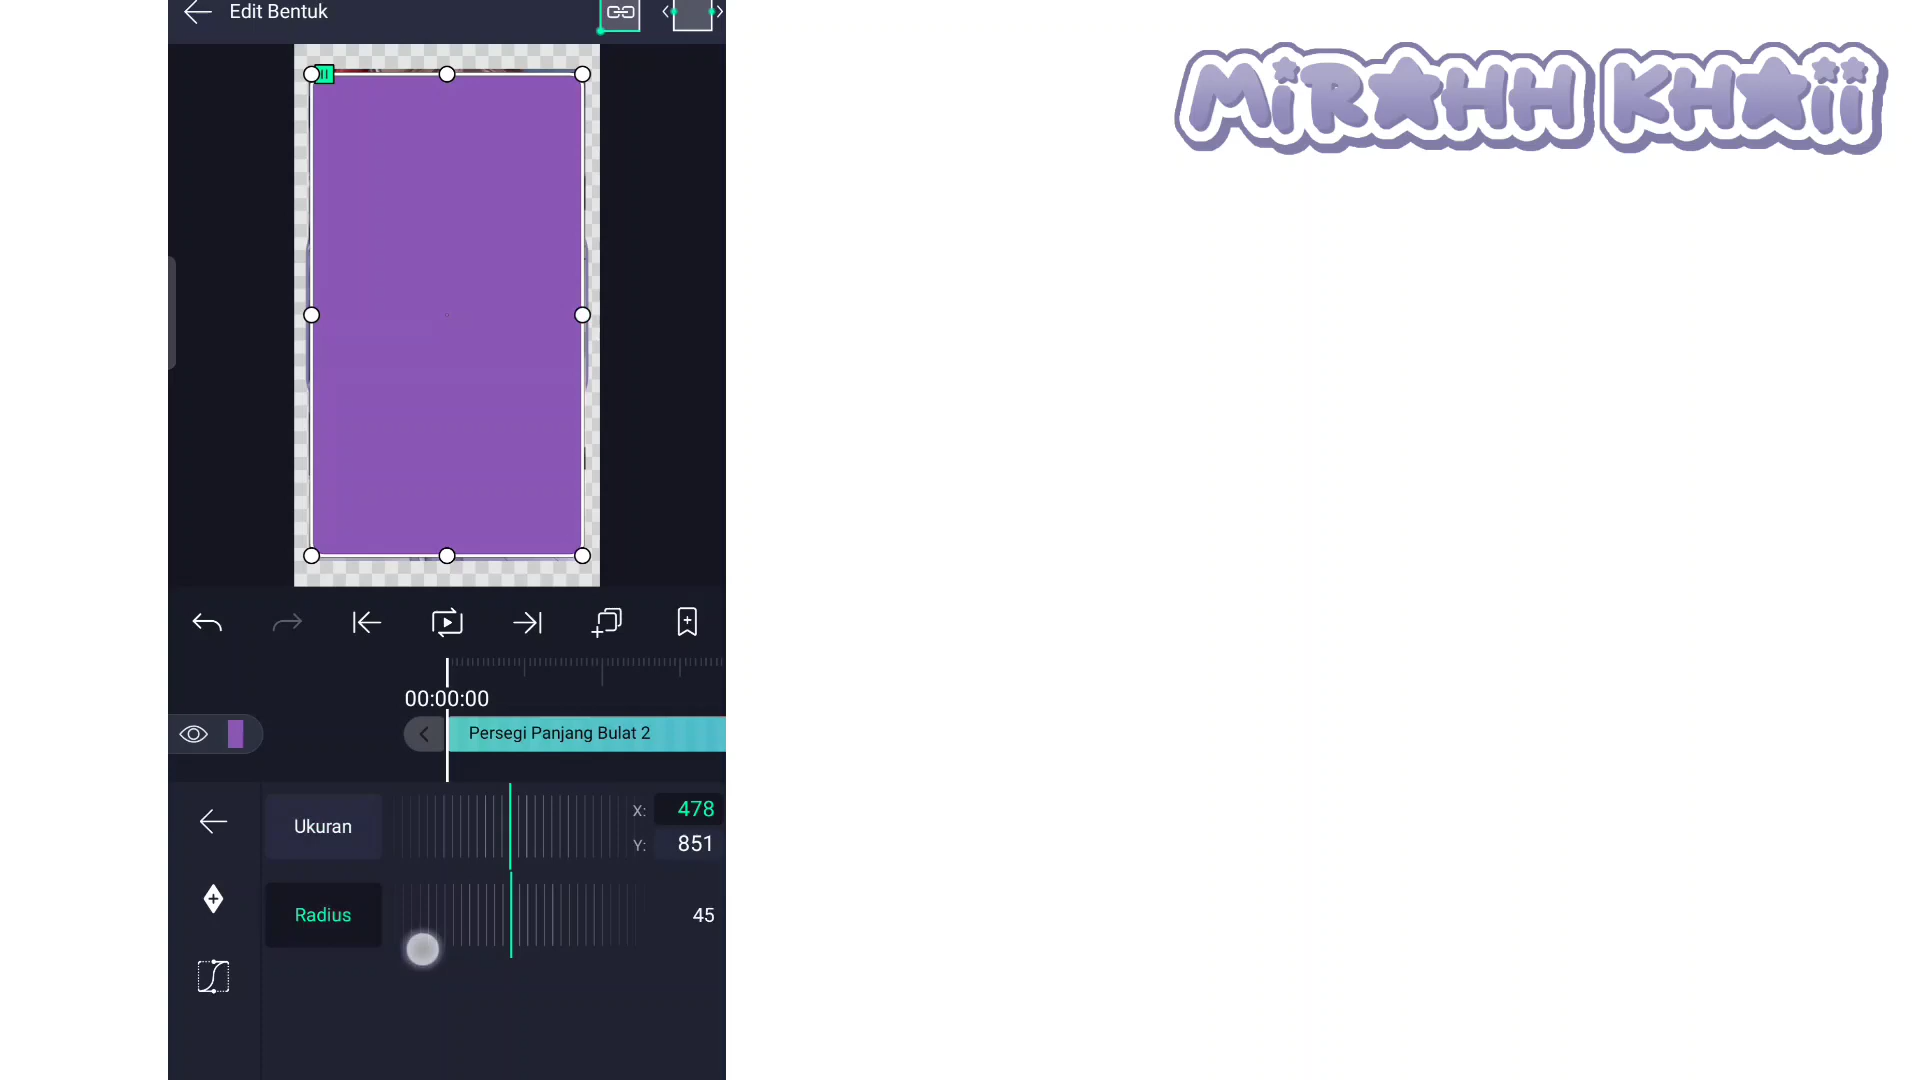 Edit Bentuk
MiRAHH KHAii
00:00:00
Persegi Panjang Bulat 2
Ukuran
X: 478
Y: 851
Radius
45